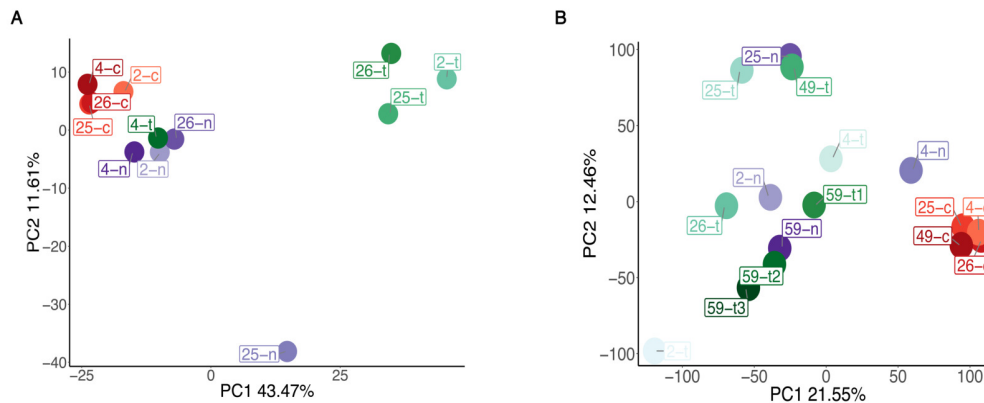 A
B
4-c
2-c
26-c
25-c
4-t
26-n
4-n
2-n
26-t
2-t
25-t
25-n
10
0
−10
−20
−30
−40
−25
0
25
PC1 43.47%
PC2 11.61%
25-n
25-t
49-t
4-t
4-n
2-n
59-t1
26-t
59-n
25-c
49-c
59-t2
59-t3
2-t
100
50
0
−50
−100
−100
−50
0
50
100
PC1 21.55%
PC2 12.46%